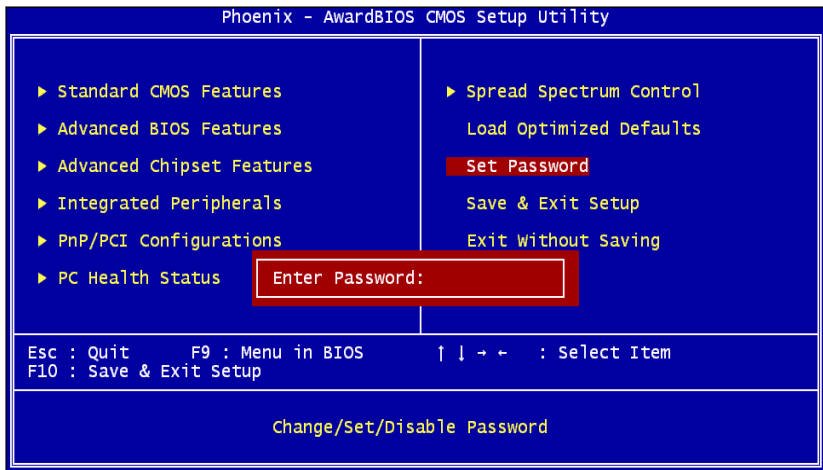 Phoenix - AwardBIOS CMOS Setup Utility
▶ Standard CMOS Features
▶ Advanced BIOS Features
▶ Advanced Chipset Features
▶ Integrated Peripherals
▶ PnP/PCI Configurations
▶ PC Health Status
▶ Spread Spectrum Control
Load Optimized Defaults
Set Password
Save & Exit Setup
Exit Without Saving
Enter Password:
Esc : Quit F9 : Menu in BIOS ↑ ↓ → ← : Select Item
F10 : Save & Exit Setup
Change/Set/Disable Password